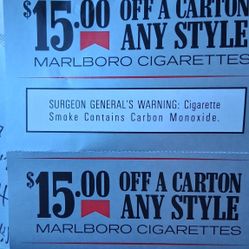 $15.00 OFF A CARTON
ANY STYLE
MARLBORO CIGARETTES
SURGEON GENERAL'S WARNING: Cigarette
Smoke Contains Carbon Monoxide.
$15.00 OFF A CARTON
ANY STYLE
MARLBORO CIGARETTES